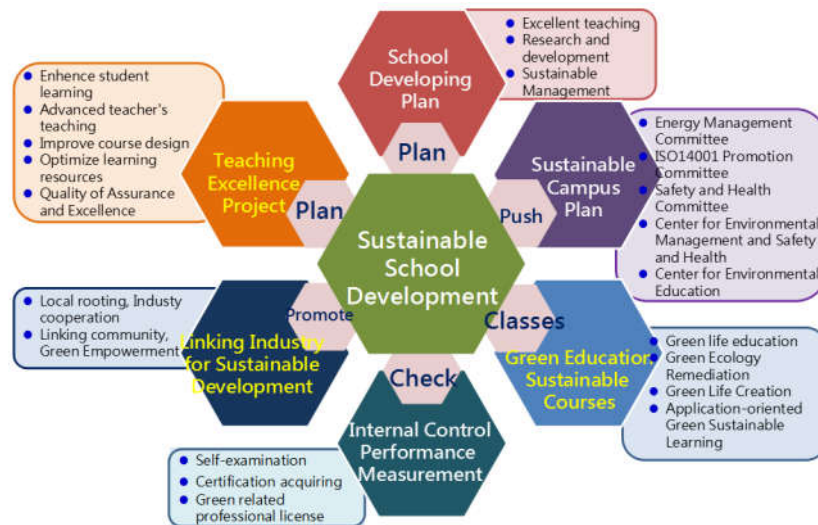 School
Developing
Plan
Excellent teaching
Research and
development
Sustainable
Management
Plan
Enhence student
learning
Advanced teacher's
teaching
Improve course design
Optimize learning
resources
Quality of Assurance
and Excellence
Teaching
Excellence
Project
Plan
Sustainable
Campus
Plan
Push
Energy Management
Committee
ISO14001 Promotion
Committee
Safety and Health
Committee
Center for Environmental
Management and Safety
and Health
Center for Environmental
Education
Sustainable
School
Development
Local rooting, Industy
cooperation
Linking community,
Green Empowerment
Promote
Linking Industry
for Sustainable
Development
Classes
Green Education
Sustainable
Courses
Green life education
Green Ecology
Remediation
Green Life Creation
Application-oriented
Green Sustainable
Learning
Check
Internal Control
Performance
Measurement
Self-examination
Certification acquiring
Green related
professional license